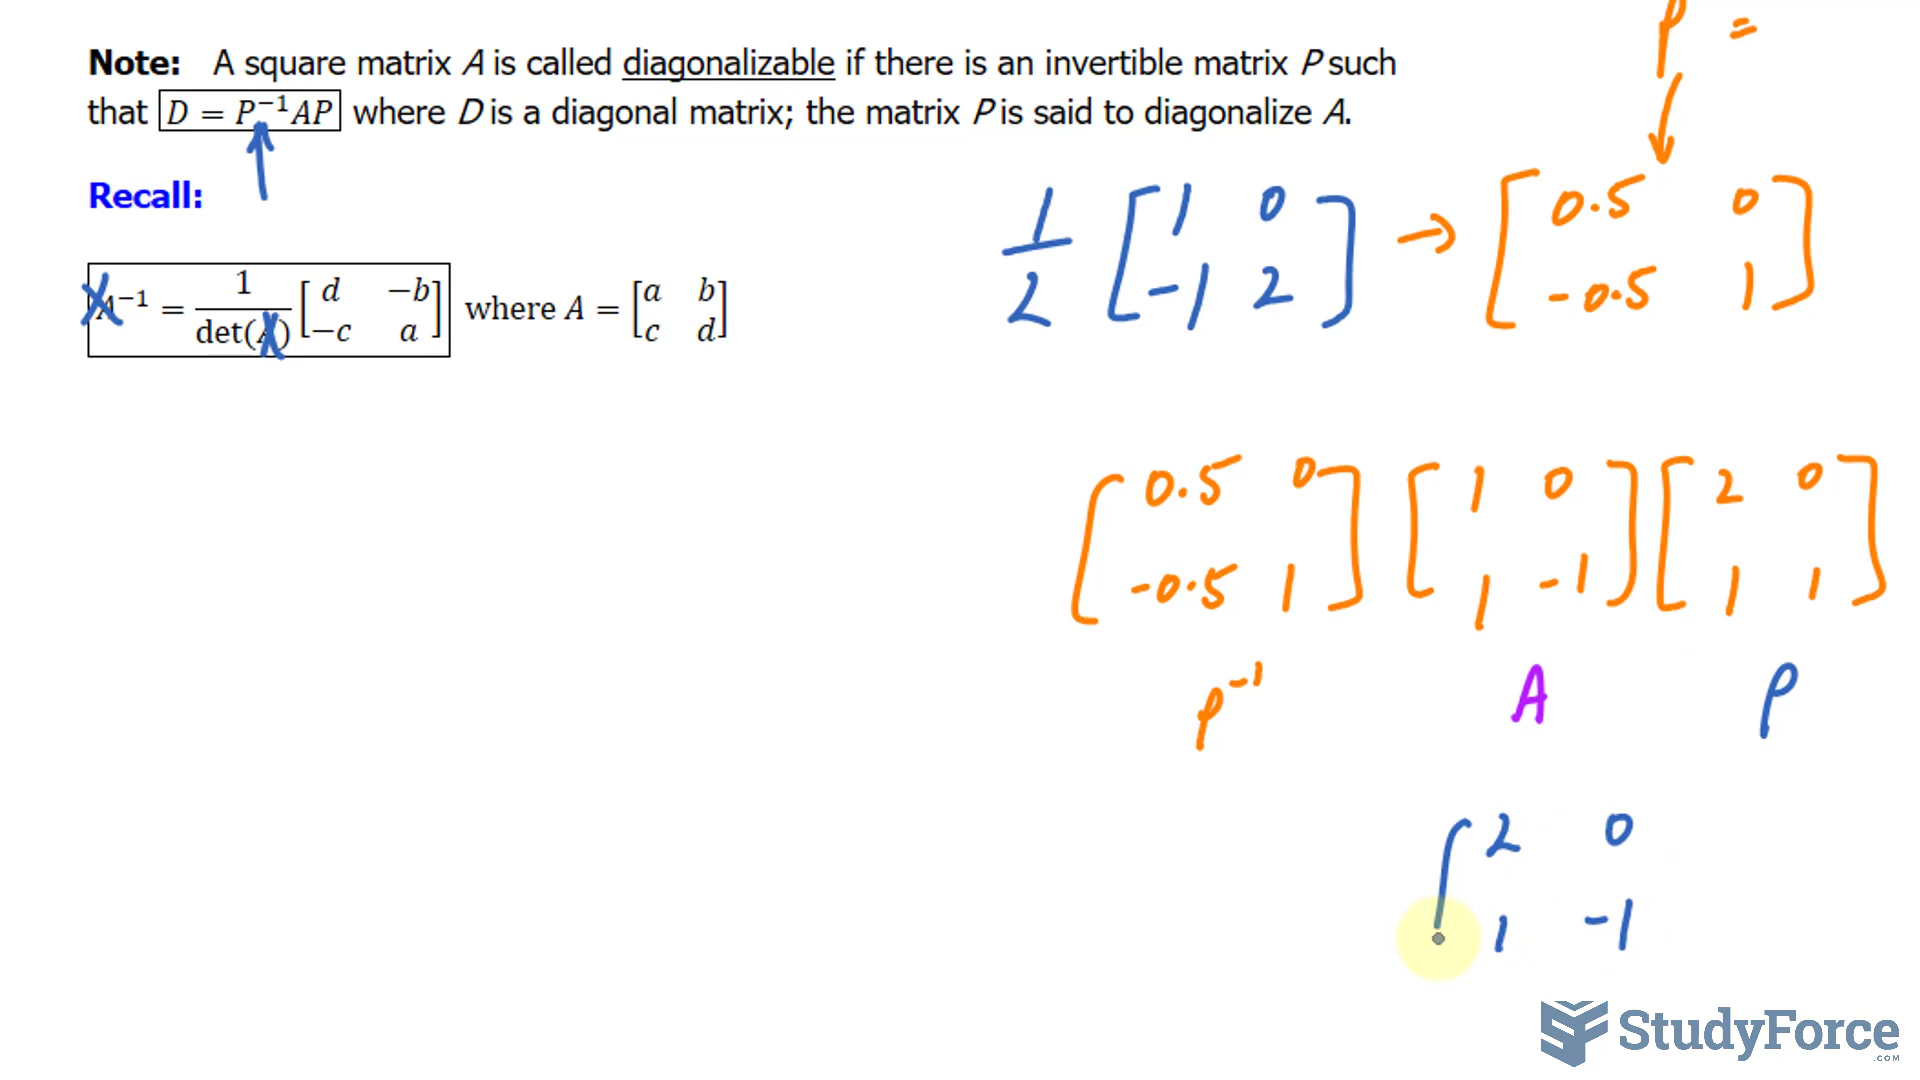 P =
Note: A square matrix A is called diagonalizable if there is an invertible matrix P such
that D = P⁻¹AP where D is a diagonal matrix; the matrix P is said to diagonalize A.
Recall:
1/2 [1 0; -1 2] → [0.5 0; -0.5 1]
A⁻¹ = 1/det(A) [d −b; −c a] where A = [a b; c d]
[0.5 0; -0.5 1] [1 0; 1 -1] [2 0; 1 1]
P⁻¹ A P
[2 0; 1 -1
StudyForce
.COM